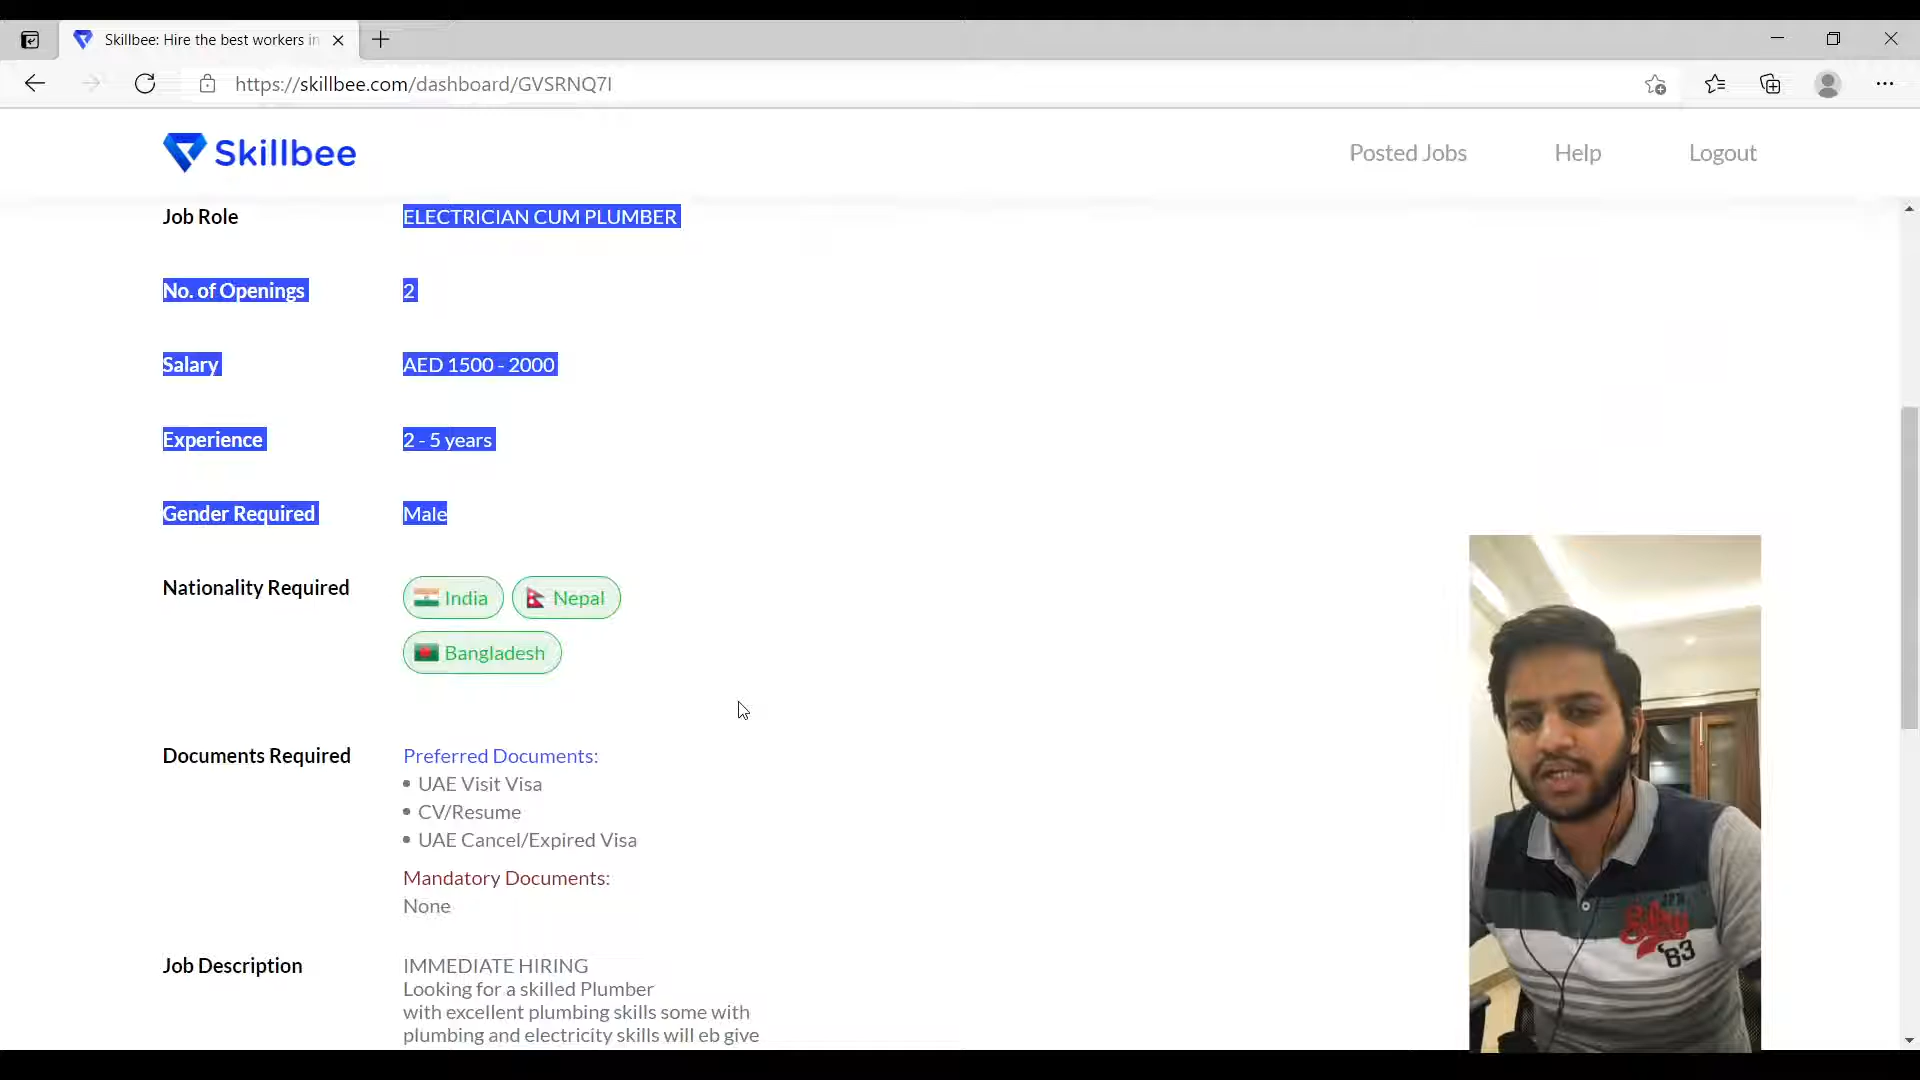 Skillbee: Hire the best workers in
https://skillbee.com/dashboard/GVSRNQ7I
Skillbee
Posted Jobs
Help
Logout
Job Role
ELECTRICIAN CUM PLUMBER
No. of Openings
2
Salary
AED 1500 - 2000
Experience
2 - 5 years
Gender Required
Male
Nationality Required
India
Nepal
Bangladesh
Documents Required
Preferred Documents:
• UAE Visit Visa
• CV/Resume
• UAE Cancel/Expired Visa
Mandatory Documents:
None
Job Description
IMMEDIATE HIRING
Looking for a skilled Plumber
with excellent plumbing skills some with
plumbing and electricity skills will eb give
'63